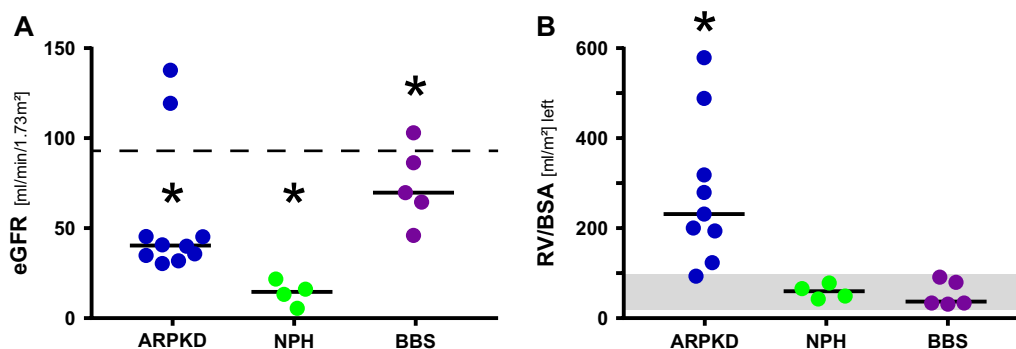 A
eGFR [ml/min/1.73m²]
150
100
50
0
*
*
*
ARPKD NPH BBS
B
RV/BSA [ml/m²] left
600
400
200
0
*
ARPKD NPH BBS